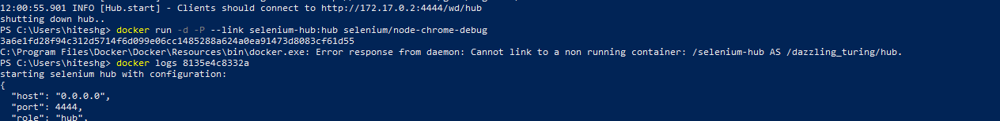 12:00:55.901 INFO [Hub.start] - Clients should connect to http://172.17.0.2:4444/wd/hub
shutting down hub..
PS C:\Users\hiteshg> docker run -d -P --link selenium-hub:hub selenium/node-chrome-debug
3a6e1fd28f94c312d5714f6d099e06cc1485288a624a0ea91473d8083cf61d55
C:\Program Files\Docker\Docker\Resources\bin\docker.exe: Error response from daemon: Cannot link to a non running container: /selenium-hub AS /dazzling_turing/hub.
PS C:\Users\hiteshg> docker logs 8135e4c8332a
starting selenium hub with configuration:
{
  "host": "0.0.0.0",
  "port": 4444,
  "role": "hub",